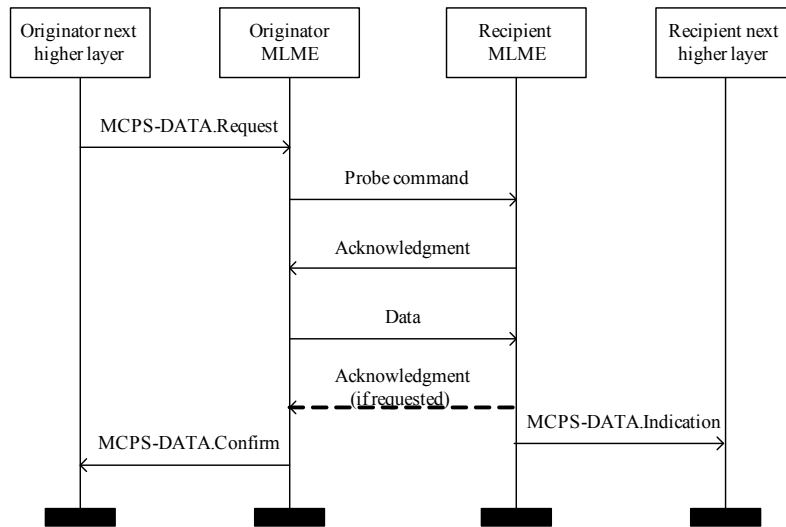 Originator next
higher layer
Originator
MLME
Recipient
MLME
Recipient next
higher layer
MCPS-DATA.Request
Probe command
Acknowledgment
Data
Acknowledgment
(if requested)
MCPS-DATA.Indication
MCPS-DATA.Confirm